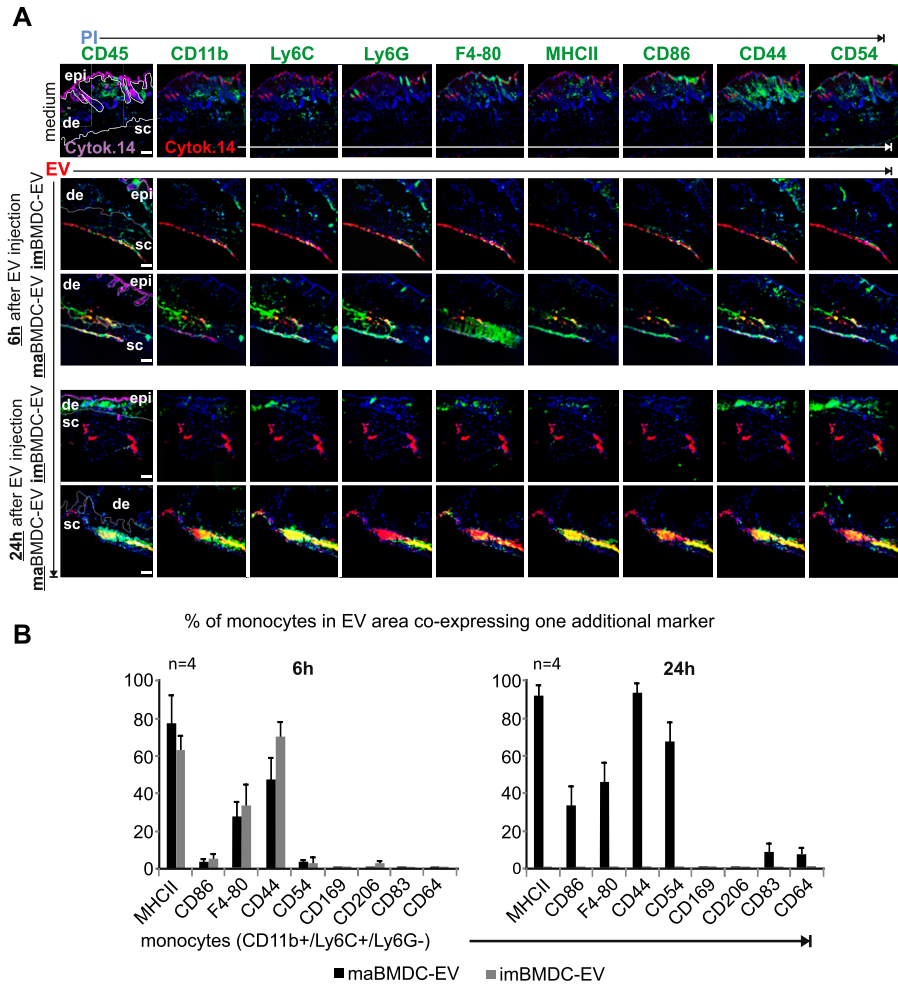 A
PI
CD45 CD11b Ly6C Ly6G F4-80 MHCII CD86 CD44 CD54
medium
epi
de
sc
Cytok.14 Cytok.14
EV
6h after EV injection
imBMDC-EV
de
epi
sc
maBMDC-EV
de
epi
sc
24h after EV injection
imBMDC-EV
de
epi
sc
maBMDC-EV
de
sc
B
% of monocytes in EV area co-expressing one additional marker
n=4
6h
100
80
60
40
20
0
MHCII
CD86
F4-80
CD44
CD54
CD169
CD206
CD83
CD64
n=4
24h
100
80
60
40
20
0
MHCII
CD86
F4-80
CD44
CD54
CD169
CD206
CD83
CD64
monocytes (CD11b+/Ly6C+/Ly6G-)
maBMDC-EV imBMDC-EV